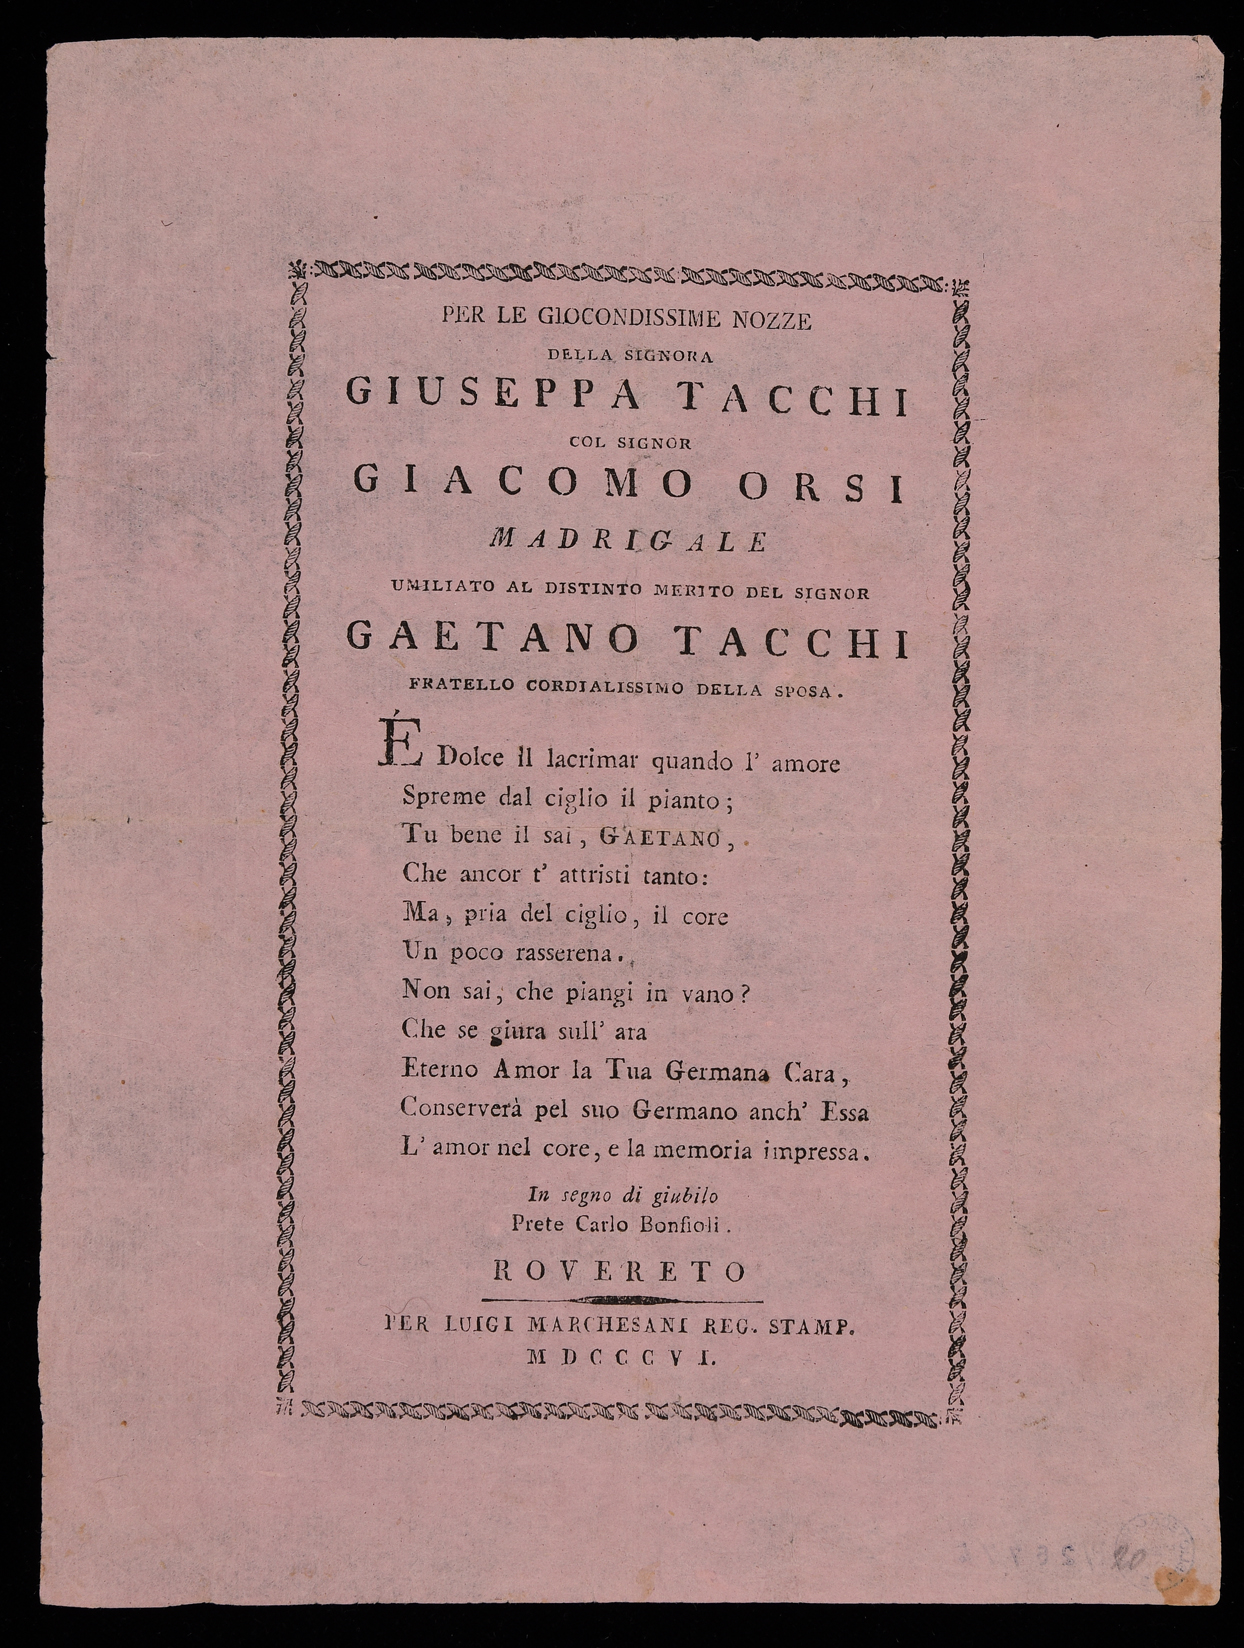 PER LE GIOCONDISSIME NOZZE
DELLA SIGNORA
GIUSEPPA TACCHI
COL SIGNOR
GIACOMO ORSI
MADRIGALE
UMILIATO AL DISTINTO MERITO DEL SIGNOR
GAETANO TACCHI
FRATELLO CORDIALISSIMO DELLA SPOSA.
É Dolce il lacrimar quando l' amore
Spreme dal ciglio il pianto;
Tu bene il sai, GAETANO,
Che ancor t' attristi tanto:
Ma, pria del ciglio, il core
Un poco rasserena.
Non sai, che piangi in vano?
Che se giura sull' ara
Eterno Amor la Tua Germana Cara,
Conserverà pel suo Germano anch' Essa
L' amor nel core, e la memoria impressa.
In segno di giubilo
Prete Carlo Bonfioli.
ROVERETO
PER LUIGI MARCHESANI REG. STAMP.
MDCCCVI.
20